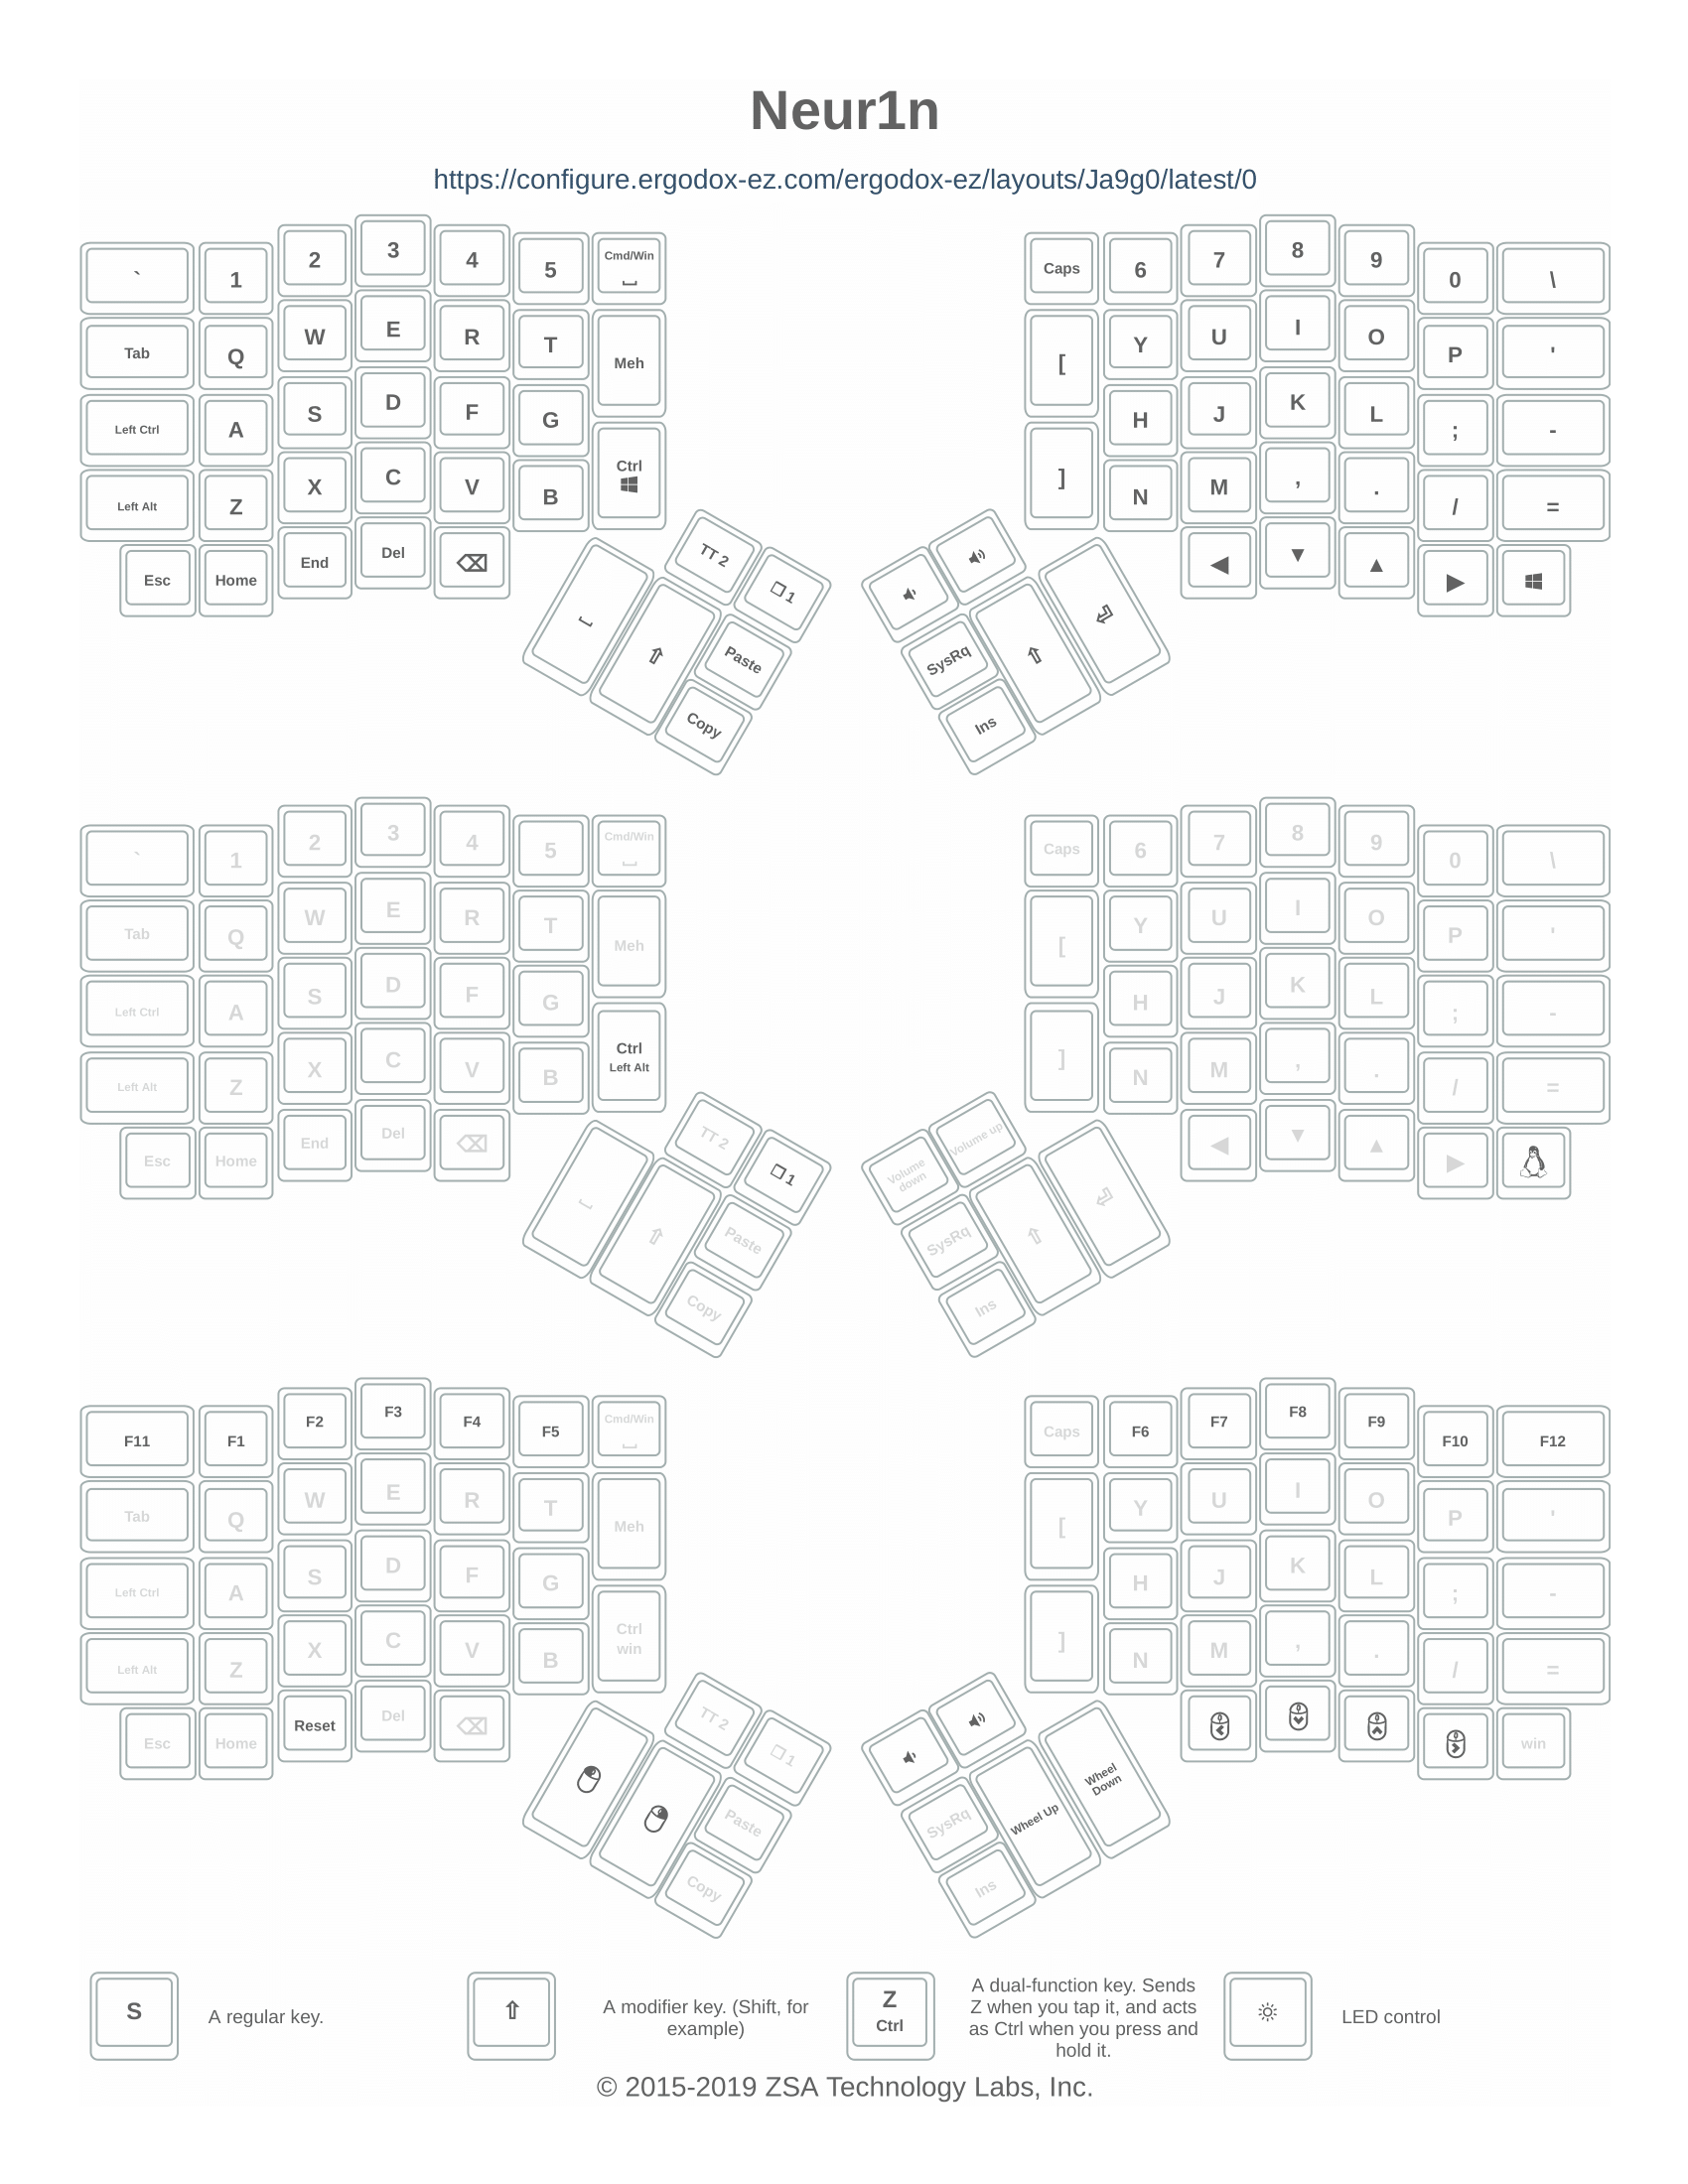 Neur1n
https://configure.ergodox-ez.com/ergodox-ez/layouts/Ja9g0/latest/0
` 1 2 3 4 5 Cmd/Win Caps 6 7 8 9 0 \
Tab Q W E R T Meh [ Y U I O P '
Left Ctrl A S D F G H J K L ; -
Left Alt Z X C V B Ctrl ] N M , . / =
Esc Home End Del
TT 2 1
Paste SysRq
Copy Ins
` 1 2 3 4 5 Cmd/Win Caps 6 7 8 9 0 \
Tab Q W E R T Meh [ Y U I O P '
Left Ctrl A S D F G H J K L ; -
Left Alt Z X C V B Ctrl Left Alt ] N M , . / =
Esc Home End Del
TT 2 1 Volume down Volume up
Paste SysRq
Copy Ins
F11 F1 F2 F3 F4 F5 Cmd/Win Caps F6 F7 F8 F9 F10 F12
Tab Q W E R T Meh [ Y U I O P '
Left Ctrl A S D F G H J K L ; -
Left Alt Z X C V B Ctrl win ] N M , . / =
Esc Home Reset Del win
TT 2 1
Paste SysRq Wheel Up Wheel Down
Copy Ins
S
A regular key.
A modifier key. (Shift, for
example)
Z
Ctrl
A dual-function key. Sends
Z when you tap it, and acts
as Ctrl when you press and
hold it.
LED control
© 2015-2019 ZSA Technology Labs, Inc.